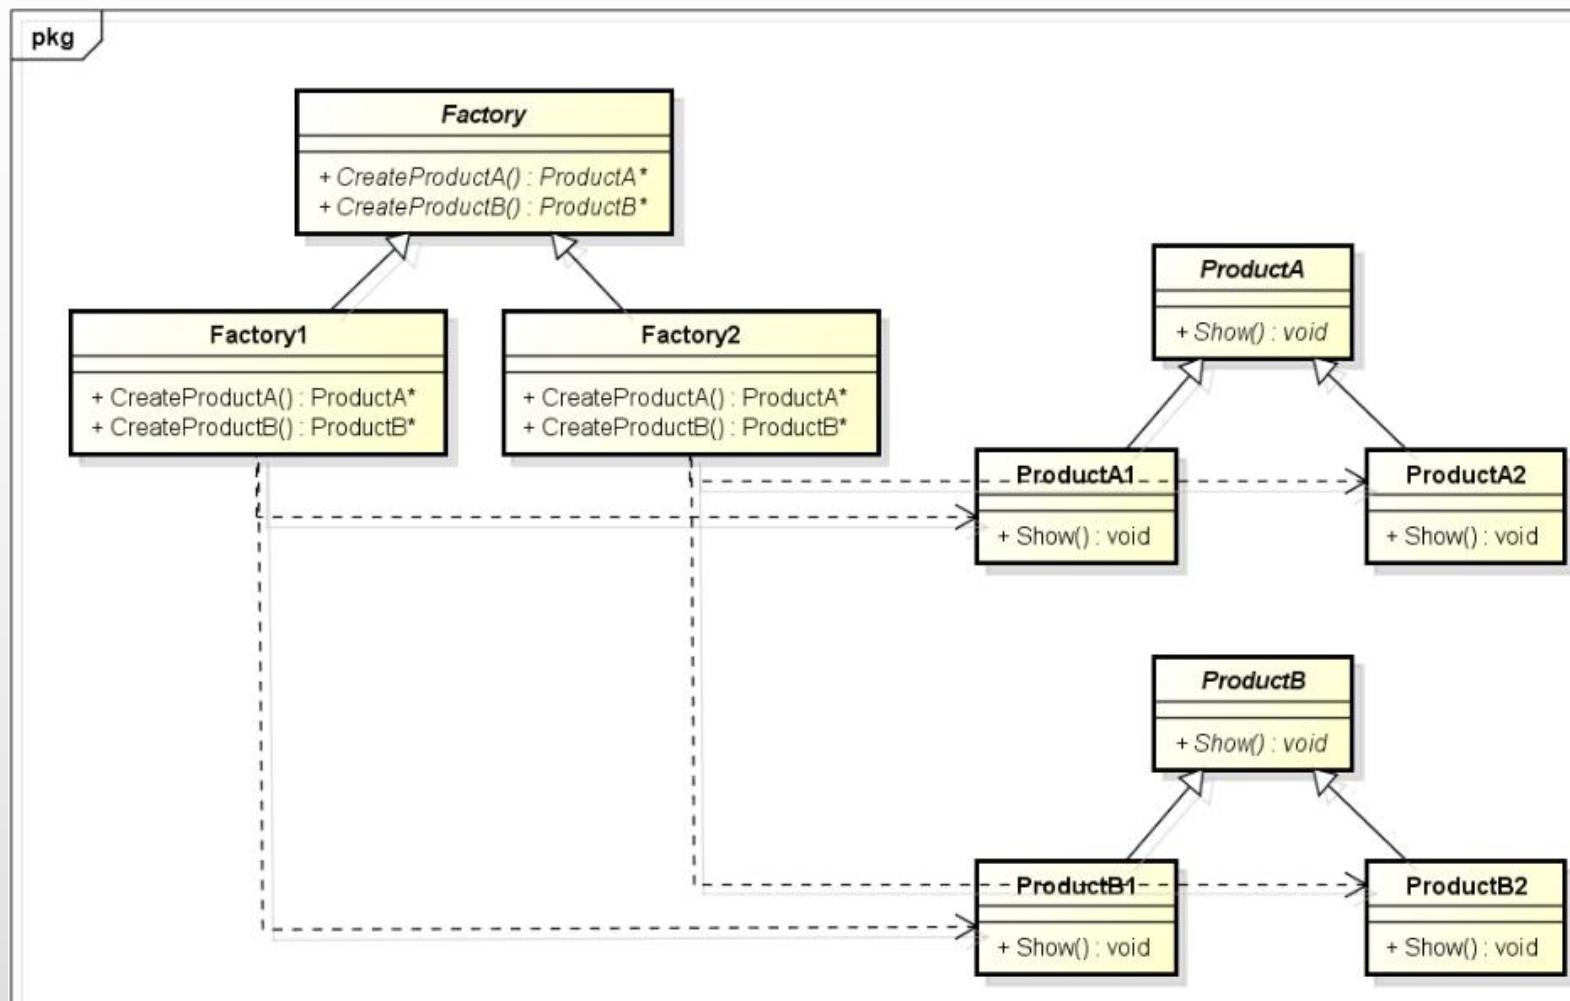 pkg
Factory
+ CreateProductA() : ProductA*
+ CreateProductB() : ProductB*
Factory1
+ CreateProductA() : ProductA*
+ CreateProductB() : ProductB*
Factory2
+ CreateProductA() : ProductA*
+ CreateProductB() : ProductB*
ProductA
+ Show() : void
ProductA1
+ Show() : void
ProductA2
+ Show() : void
ProductB
+ Show() : void
ProductB1
+ Show() : void
ProductB2
+ Show() : void